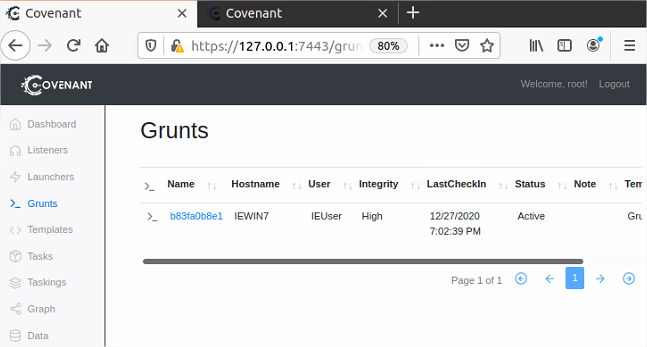 Covenant
Covenant
https://127.0.0.1:7443/grun
80%
COVENANT
Welcome, root! Logout
Dashboard
Listeners
Launchers
Grunts
Templates
Tasks
Taskings
Graph
Data
Grunts
Name Hostname User Integrity LastCheckIn Status Note Tem
b83fa0b8e1 IEWIN7 IEUser High 12/27/2020 Active Gru
7:02:39 PM
Page 1 of 1 1